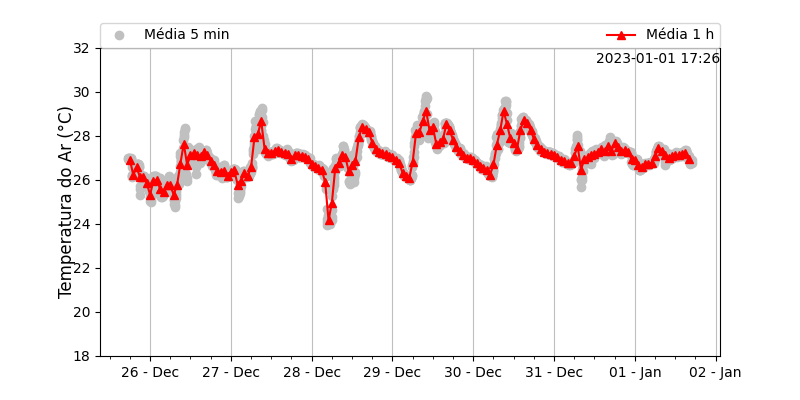 Média 5 min
Média 1 h
2023-01-01 17:26
Temperatura do Ar (°C)
32
30
28
26
24
22
20
18
26 - Dec
27 - Dec
28 - Dec
29 - Dec
30 - Dec
31 - Dec
01 - Jan
02 - Jan